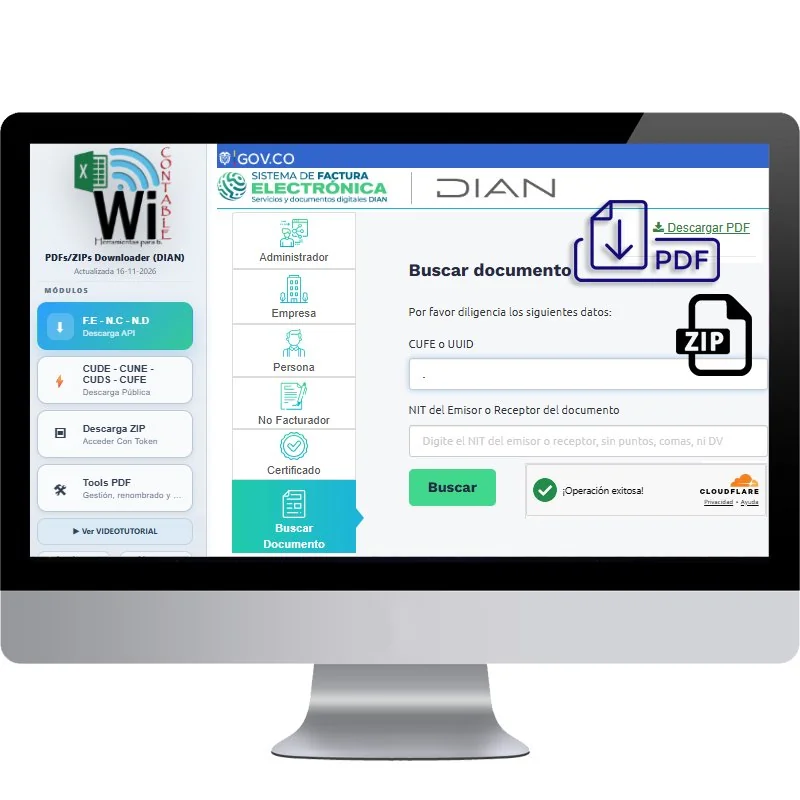 X
Wi
CONTABLE
Herramientas para ti.
PDFs/ZIPs Downloader (DIAN)
Actualizada 16-11-2026
MÓDULOS
F.E - N.C - N.D
Descarga API
CUDE - CUNE -
CUDS - CUFE
Descarga Pública
Descarga ZIP
Acceder Con Token
Tools PDF
Gestión, renombrado y ...
▶ Ver VIDEOTUTORIAL
GOV.CO
SISTEMA DE FACTURA
ELECTRÓNICA
Servicios y documentos digitales DIAN
DIAN
Administrador
Empresa
Persona
No Facturador
Certificado
Buscar
Documento
Descargar PDF
PDF
Buscar documento
ZIP
Por favor diligencia los siguientes datos:
CUFE o UUID
.
NIT del Emisor o Receptor del documento
Digite el NIT del emisor o receptor, sin puntos, comas, ni DV
Buscar
¡Operación exitosa!
CLOUDFLARE
Privacidad • Ayuda